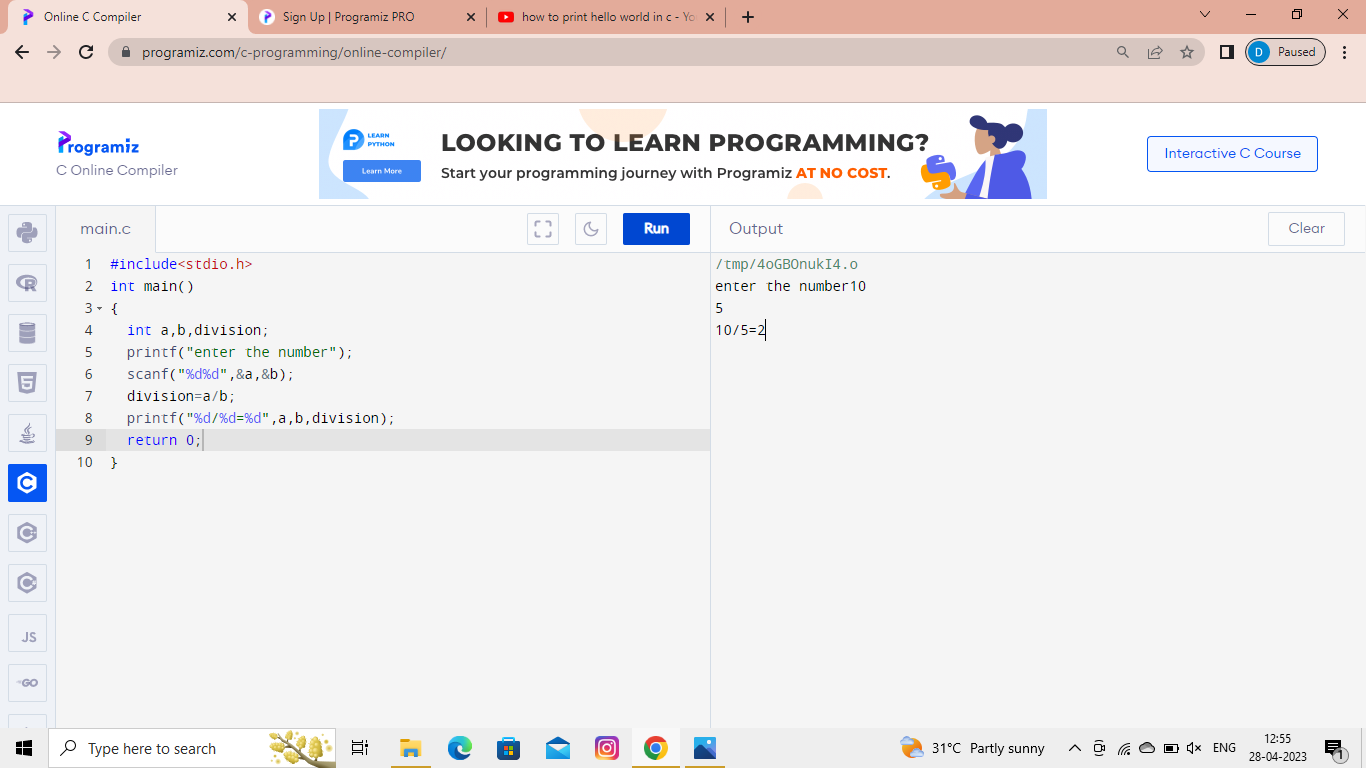 Online C Compiler
Sign Up | Programiz PRO
how to print hello world in c - Yo
programiz.com/c-programming/online-compiler/
D Paused
Programiz
C Online Compiler
LEARN
PYTHON
Learn More
LOOKING TO LEARN PROGRAMMING?
Start your programming journey with Programiz AT NO COST.
Interactive C Course
main.c
Run
Output
Clear
1 #include<stdio.h>
2 int main()
3 {
4 int a,b,division;
5 printf("enter the number");
6 scanf("%d%d",&a,&b);
7 division=a/b;
8 printf("%d/%d=%d",a,b,division);
9 return 0;
10 }
/tmp/4oGBOnukI4.o
enter the number10
5
10/5=2
JS
GO
Type here to search
31°C Partly sunny
ENG
12:55
28-04-2023
1